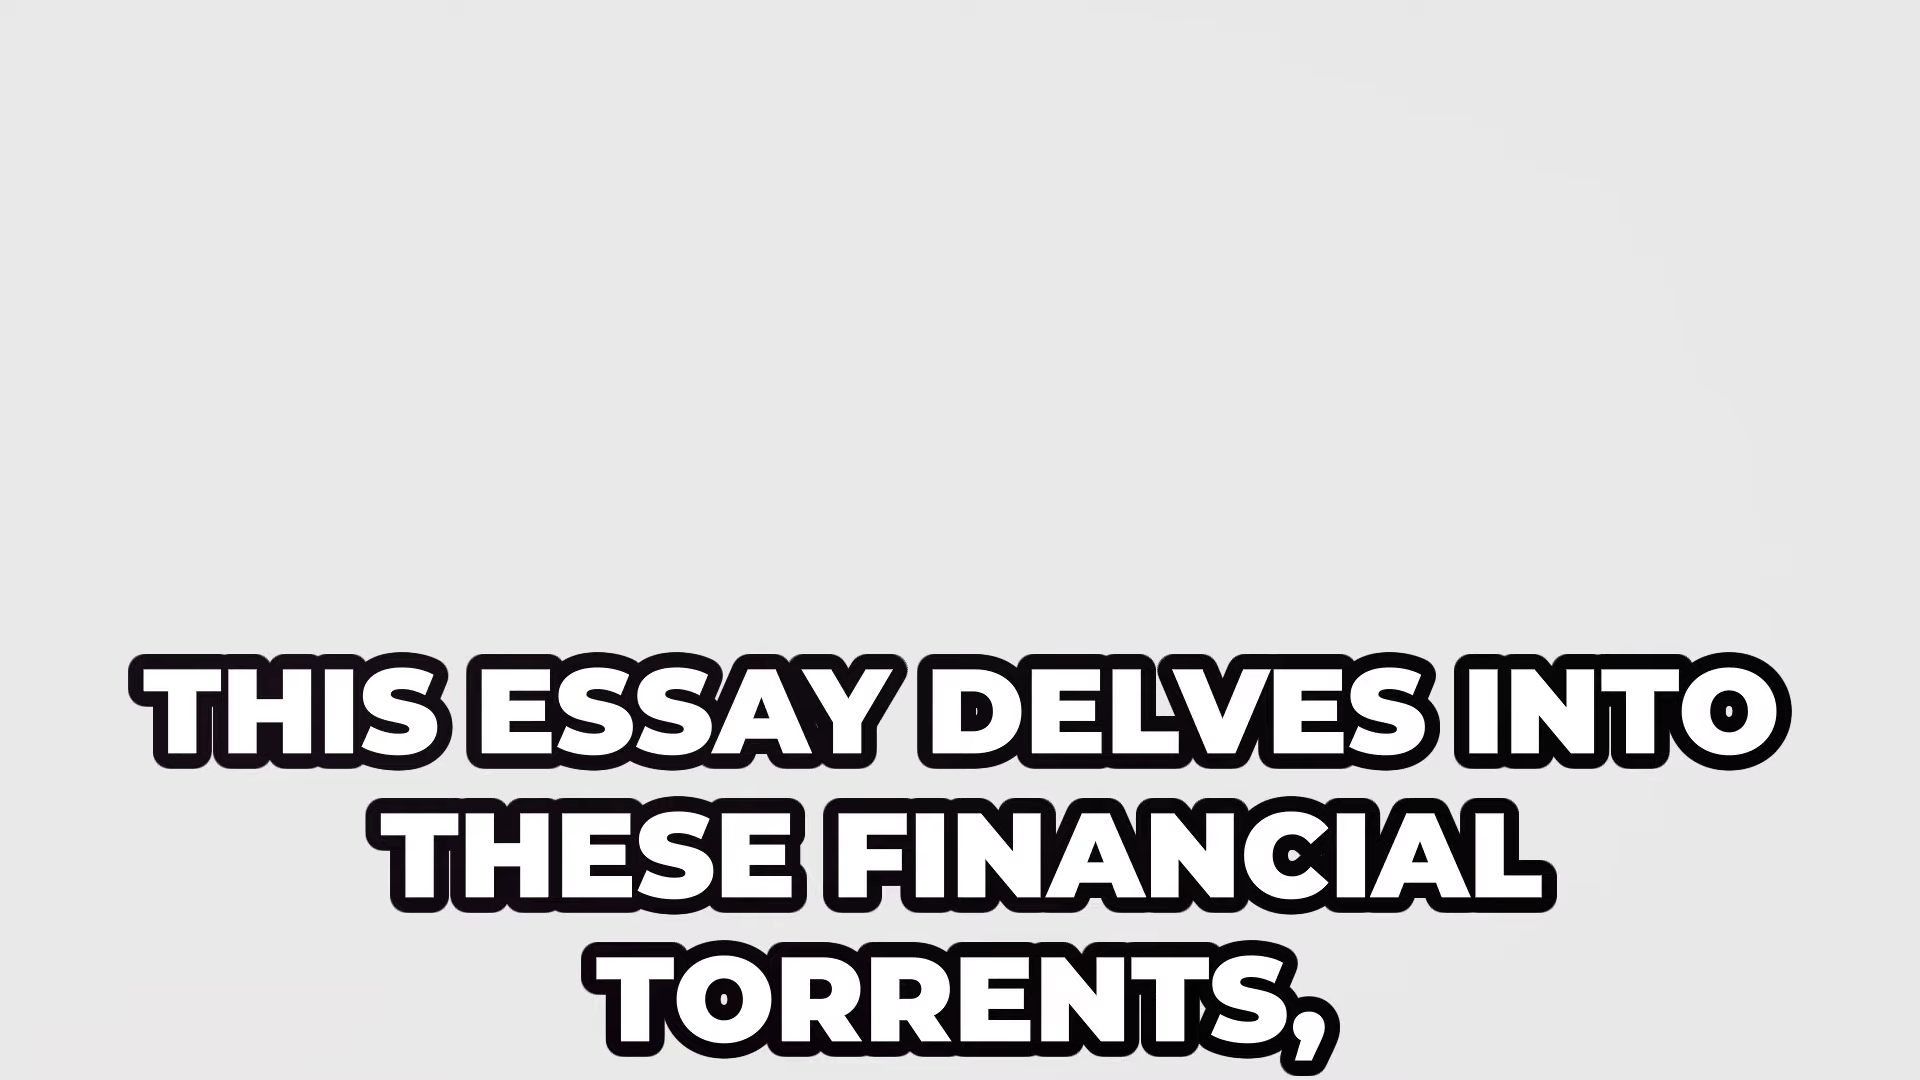 THIS ESSAY DELVES INTO
THESE FINANCIAL
TORRENTS,